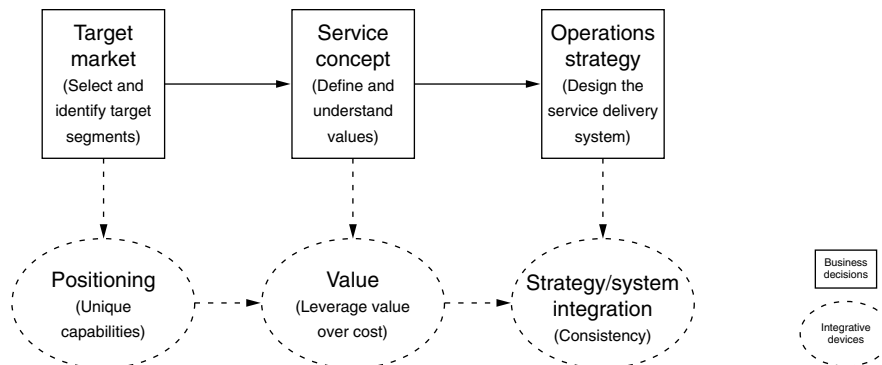 Target
market
(Select and
identify target
segments)
Service
concept
(Define and
understand
values)
Operations
strategy
(Design the
service delivery
system)
Positioning
(Unique
capabilities)
Value
(Leverage value
over cost)
Strategy/system
integration
(Consistency)
Business
decisions
Integrative
devices